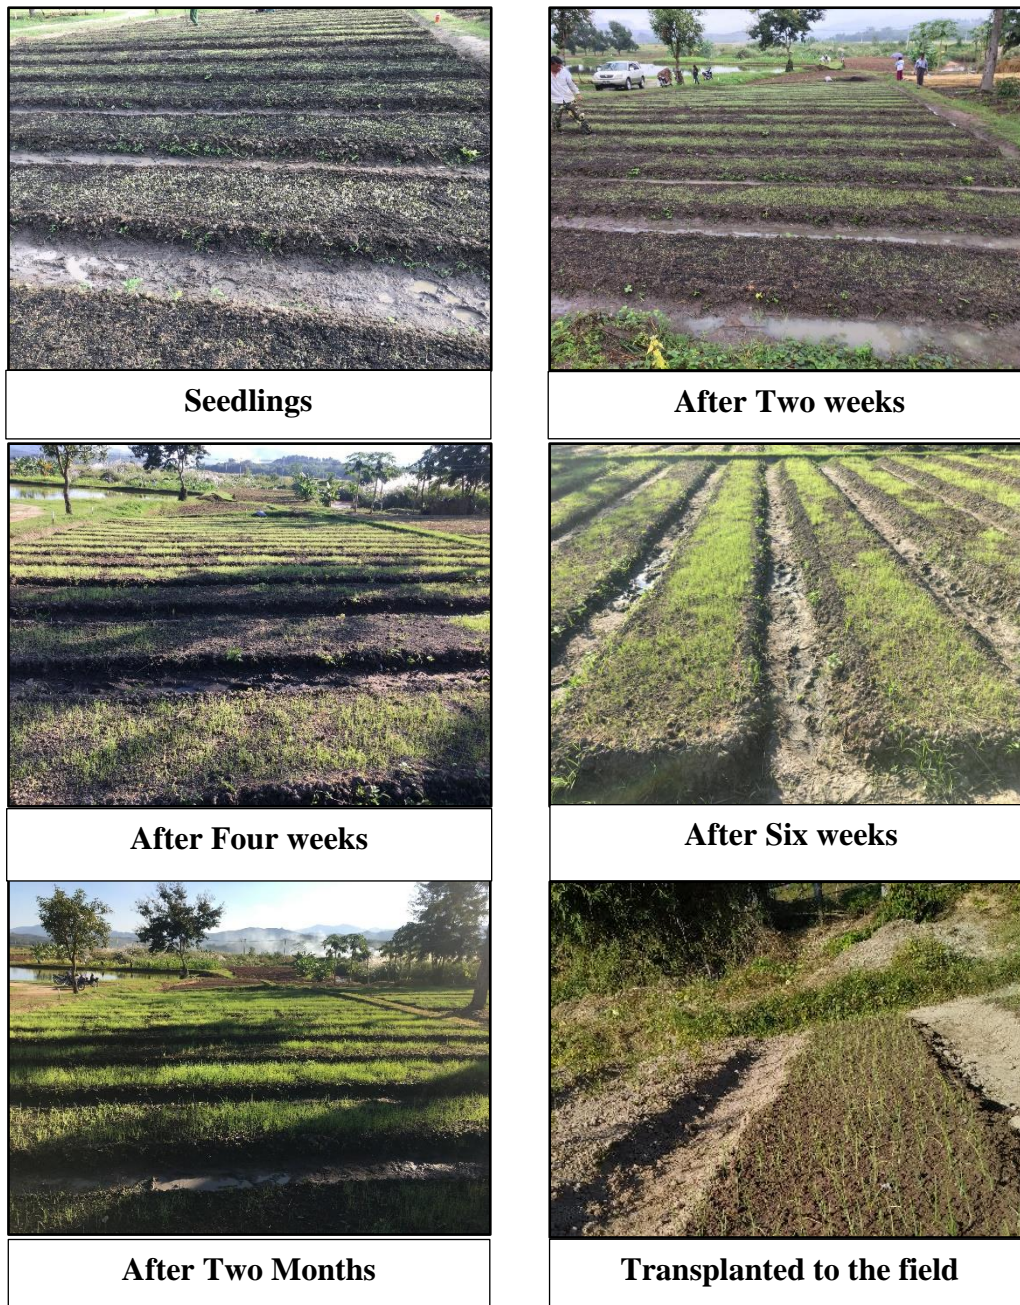 Seedlings
After Two weeks
After Four weeks
After Six weeks
After Two Months
Transplanted to the field